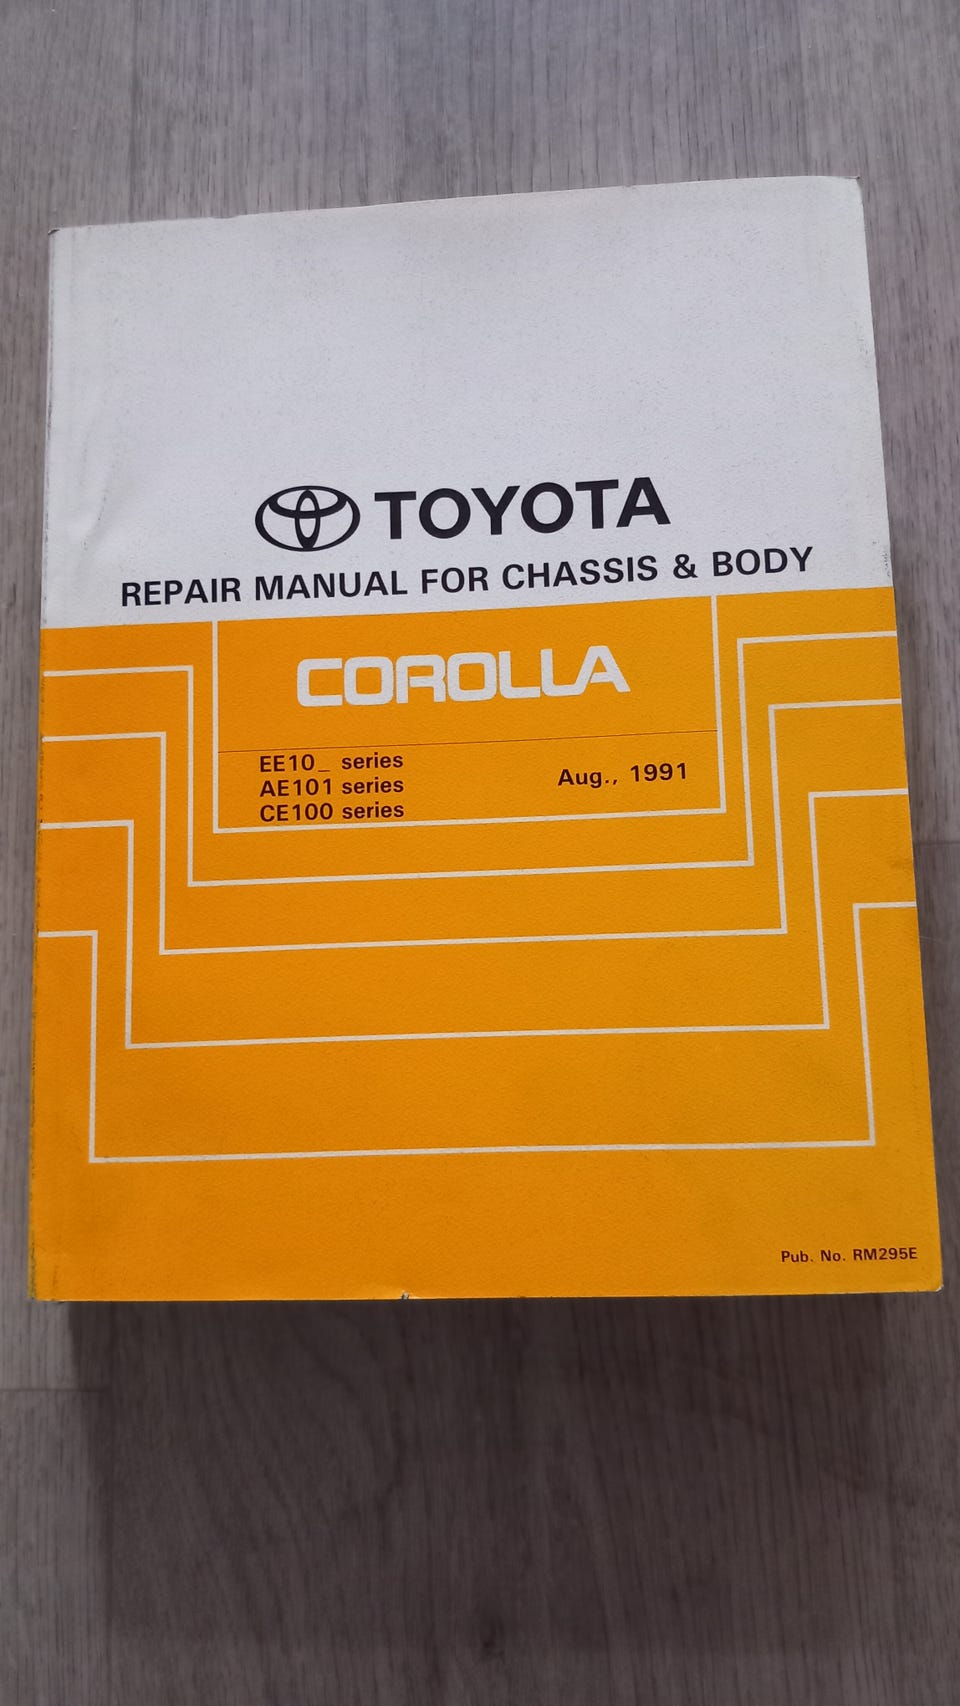 TOYOTA
REPAIR MANUAL FOR CHASSIS & BODY
COROLLA
EE10_ series
AE101 series
CE100 series
Aug., 1991
Pub. No. RM295E